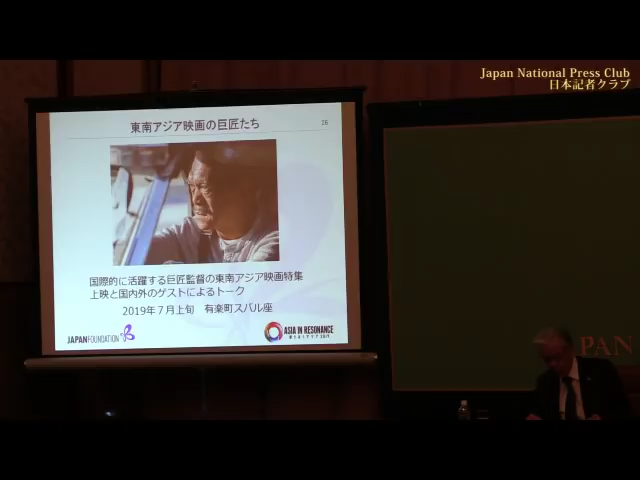 Japan National Press Club
日本記者クラブ
東南アジア映画の巨匠たち
26
国際的に活躍する巨匠監督の東南アジア映画特集
上映と国内外のゲストによるトーク
2019年7月上旬 有楽町スバル座
JAPANFOUNDATION
ASIA IN RESONANCE
PAN